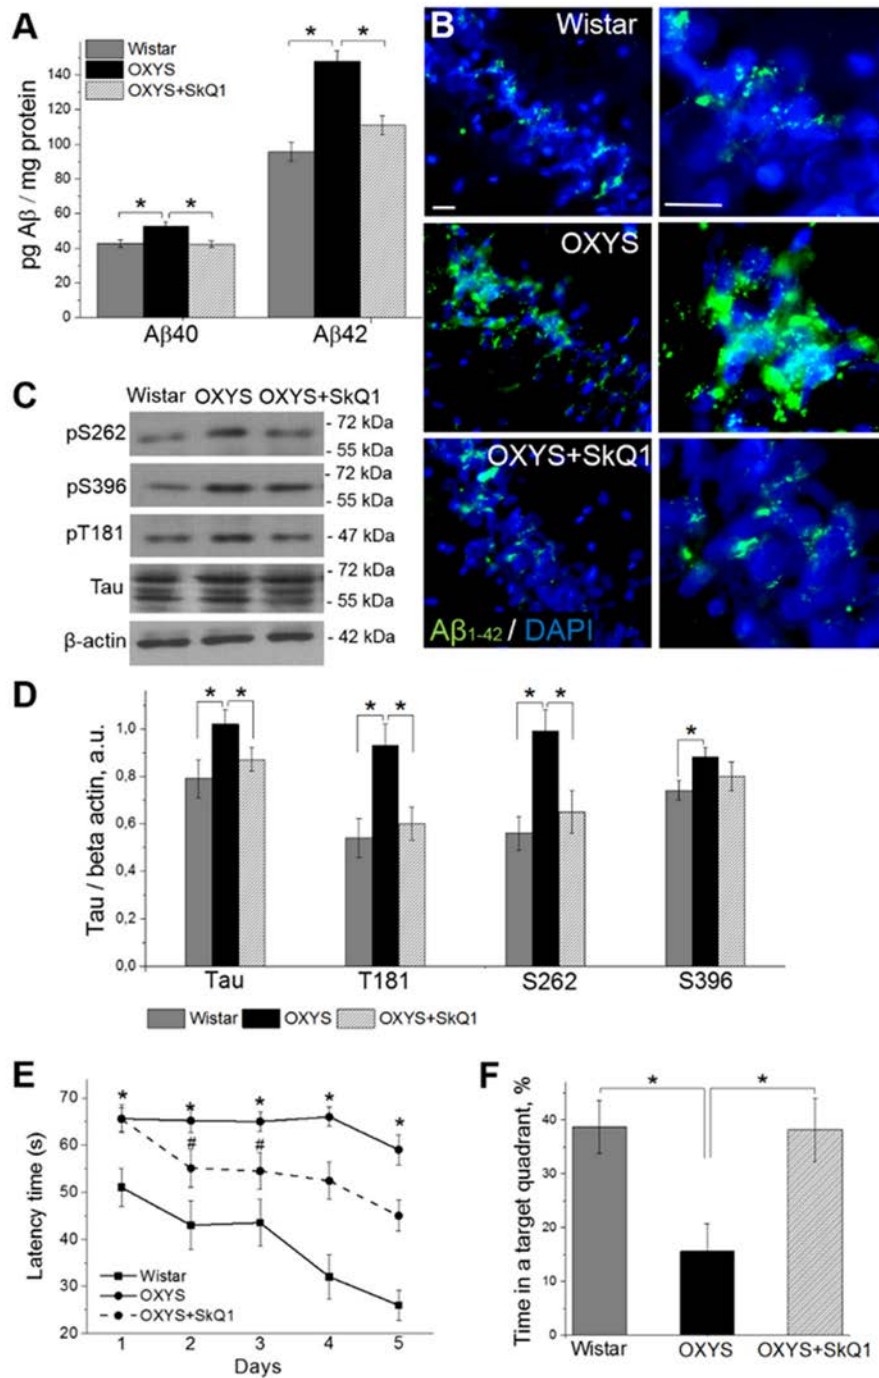 A
Wistar
OXYS
OXYS+SkQ1
* *
* *
pg Aβ / mg protein
140
120
100
80
60
40
20
0
Aβ40 Aβ42
B
Wistar
OXYS
OXYS+SkQ1
Aβ1-42 / DAPI
C
Wistar OXYS OXYS+SkQ1
pS262
- 72 kDa
- 55 kDa
pS396
- 72 kDa
- 55 kDa
pT181
- 47 kDa
Tau
- 72 kDa
- 55 kDa
β-actin
- 42 kDa
D
* * * * * * *
Tau / beta actin, a.u.
1,0
0,8
0,6
0,4
0,2
0,0
Tau T181 S262 S396
Wistar OXYS OXYS+SkQ1
E
Latency time (s)
70
60
50
40
30
20
* * * * *
# #
Wistar
OXYS
OXYS+SkQ1
1 2 3 4 5
Days
F
* *
Time in a target quadrant, %
40
30
20
10
0
Wistar OXYS OXYS+SkQ1